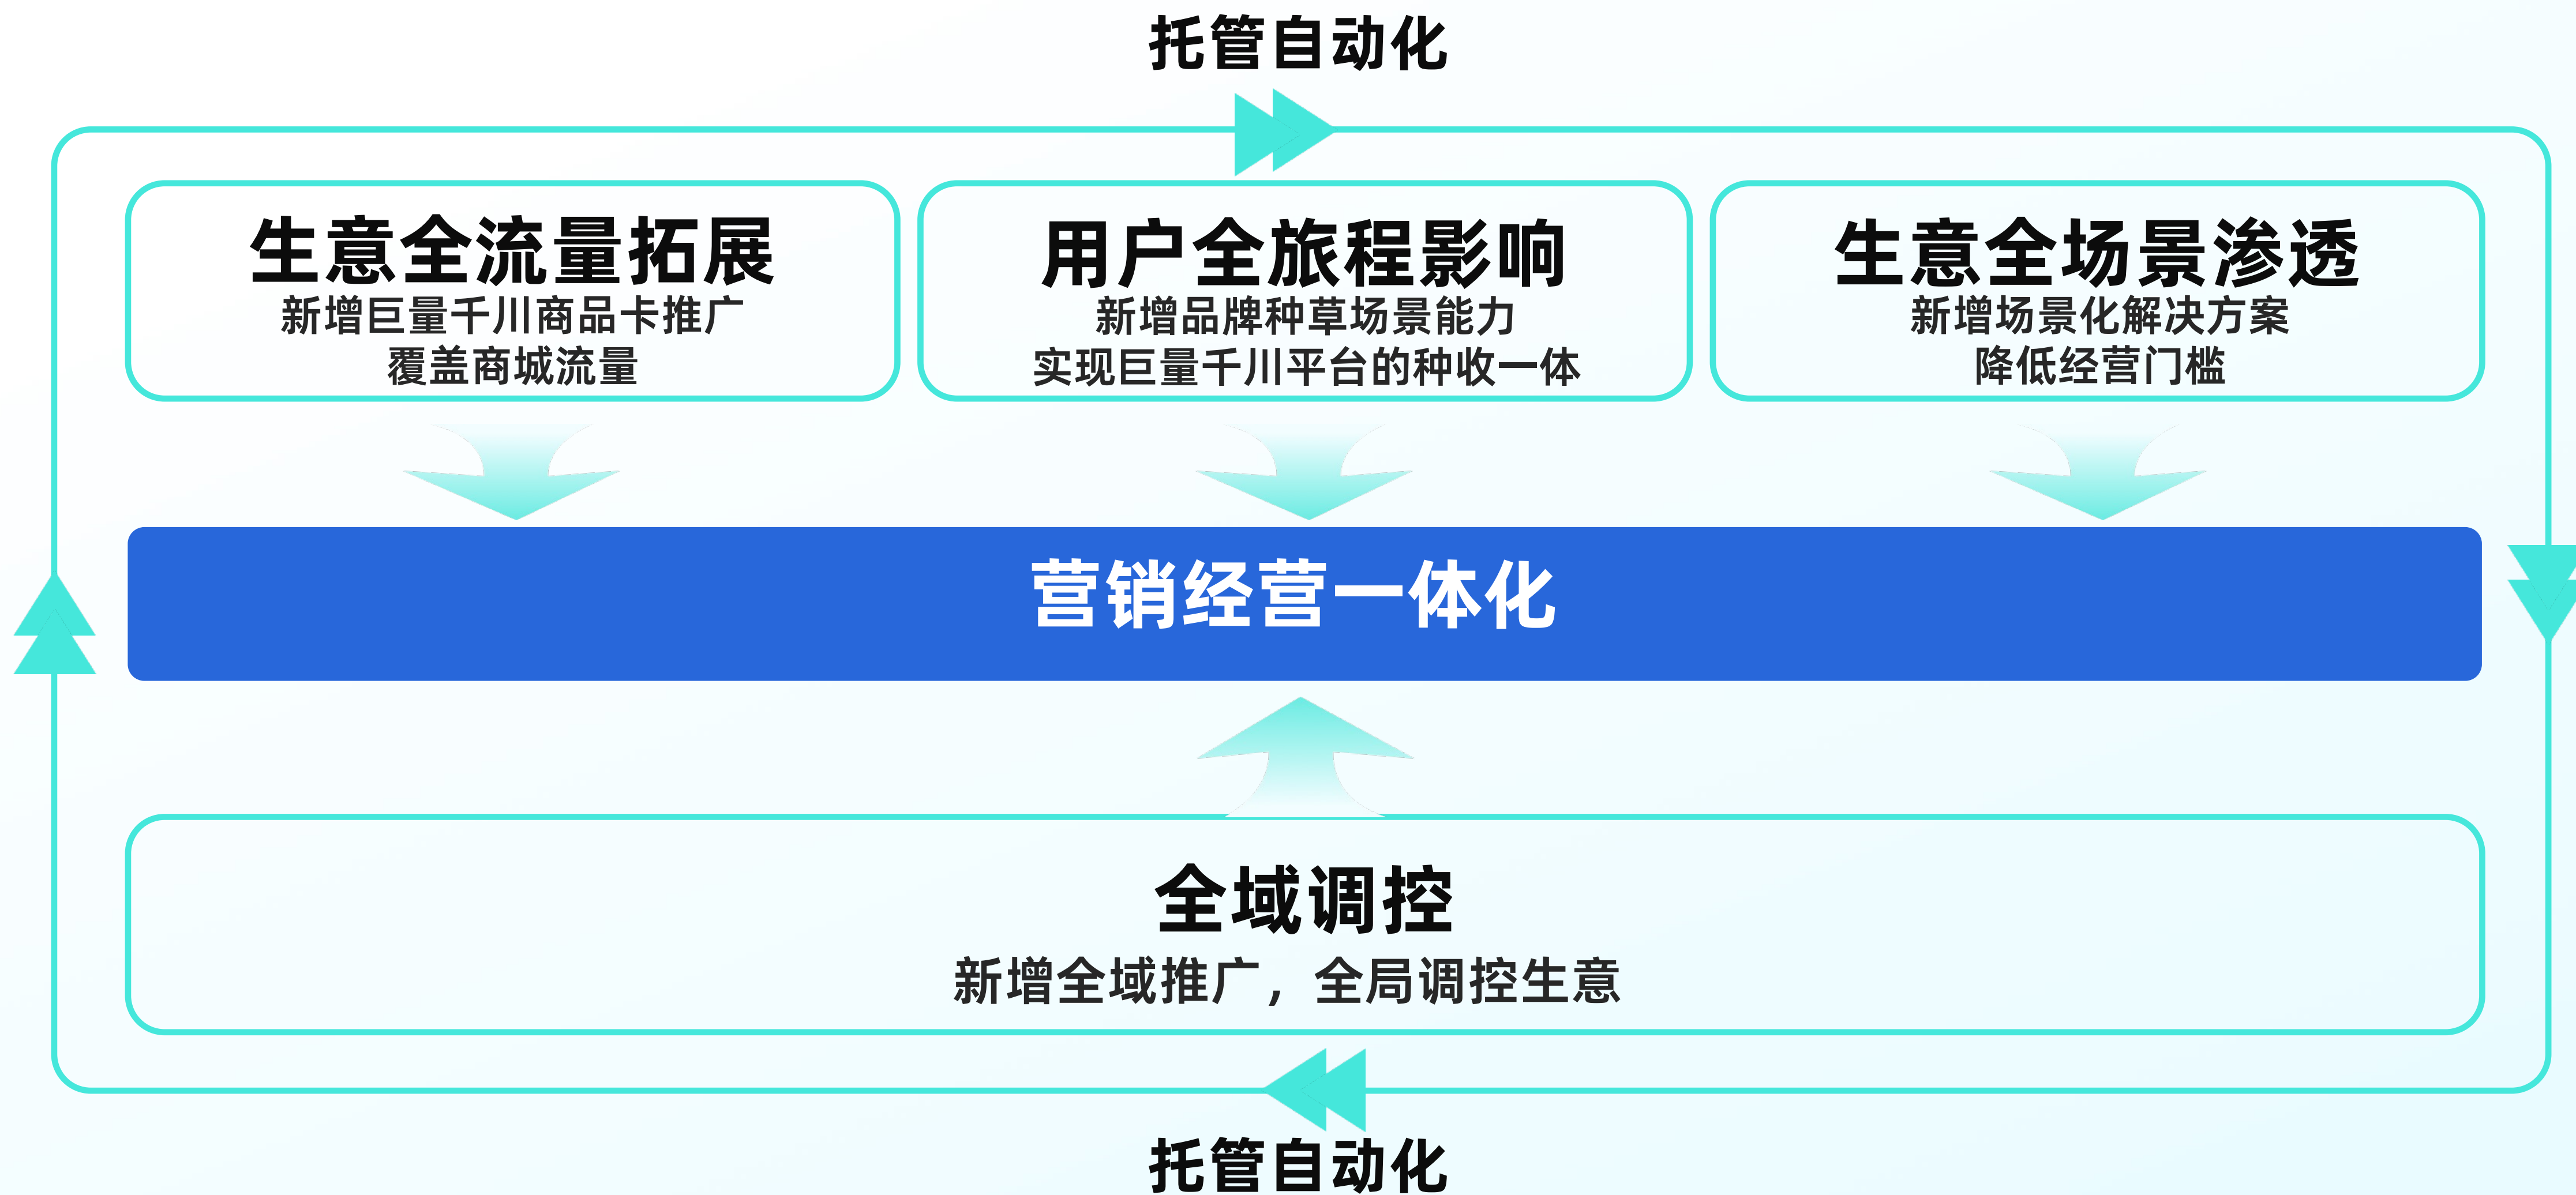 托管自动化
生意全流量拓展
新增巨量千川商品卡推广
覆盖商城流量
用户全旅程影响
新增品牌种草场景能力
实现巨量千川平台的种收一体
生意全场景渗透
新增场景化解决方案
降低经营门槛
营销经营一体化
全域调控
新增全域推广，全局调控生意
托管自动化